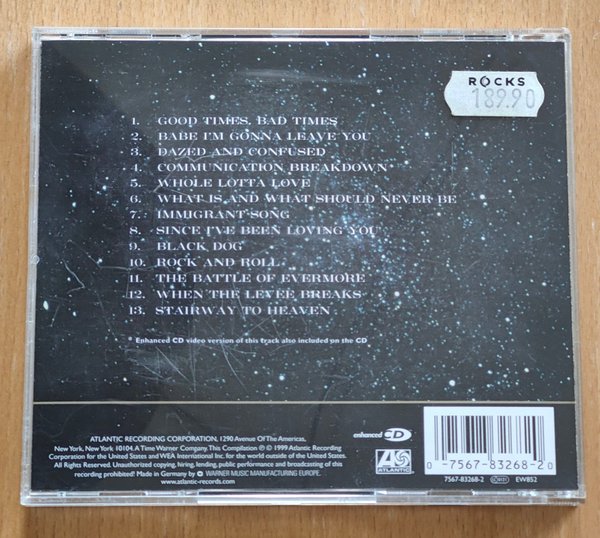 RÓCKS
189.90
1. GOOD TIMES, BAD TIMES
2. BABE I'M GONNA LEAVE YOU
3. DAZED AND CONFUSED
4. COMMUNICATION BREAKDOWN*
5. WHOLE LOTTA LOVE
6. WHAT IS AND WHAT SHOULD NEVER BE
7. IMMIGRANT SONG
8. SINCE I'VE BEEN LOVING YOU
9. BLACK DOG
10. ROCK AND ROLL
11. THE BATTLE OF EVERMORE
12. WHEN THE LEVEE BREAKS
13. STAIRWAY TO HEAVEN
* Enhanced CD video version of this track also included on the CD
ATLANTIC RECORDING CORPORATION, 1290 Avenue Of The Americas,
New York, New York 10104. A Time Warner Company. This Compilation ℗ © 1999 Atlantic Recording
Corporation for the United States and WEA International Inc. for the world outside of the United States.
All Rights Reserved. Unauthorized copying, hiring, lending, public performance and broadcasting of this
recording prohibited! Made in Germany by WARNER MUSIC MANUFACTURING EUROPE.
www.atlantic-records.com
enhanced CD
ATLANTIC
0 -7567-83268-2 0
7567-83268-2 EW852